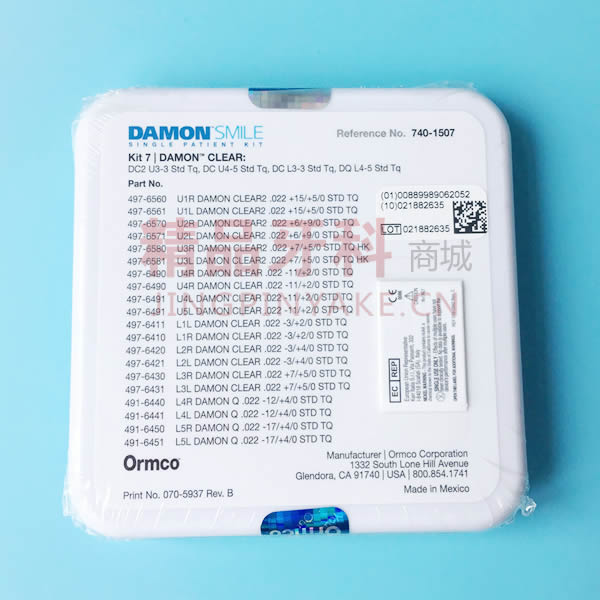 DAMON™SMILE
SINGLE PATIENT KIT
Reference No. 740-1507
Kit 7 | DAMON™ CLEAR:
DC2 U3-3 Std Tq, DC U4-5 Std Tq, DC L3-3 Std Tq, DQ L4-5 Std Tq
Part No.
497-6560 U1R DAMON CLEAR2 .022 +15/+5/0 STD TQ
497-6561 U1L DAMON CLEAR2 .022 +15/+5/0 STD TQ
497-6570 U2R DAMON CLEAR2 .022 +6/+9/0 STD TQ
497-6571 U2L DAMON CLEAR2 .022 +6/+9/0 STD TQ
497-6580 U3R DAMON CLEAR2 .022 +7/+5/0 STD TQ HK
497-6581 U3L DAMON CLEAR2 .022 +7/+5/0 STD TQ HK
497-6490 U4R DAMON CLEAR .022 -11/+2/0 STD TQ
497-6490 U4R DAMON CLEAR .022 -11/+2/0 STD TQ
497-6491 DAMON CLEAR .022 -11/+2/0 STD TQ
497-6491 DAMON CLEAR .022 -11/+2/0 STD TQ
497-6411 L1L DAMON CLEAR .022 -3/+2/0 STD TQ
497-6410 L1R DAMON CLEAR .022 -3/+2/0 STD TQ
497-6420 L2R DAMON CLEAR .022 -3/+4/0 STD TQ
497-6421 L2L DAMON CLEAR .022 -3/+4/0 STD TQ
497-6430 L3R DAMON CLEAR .022 +7/+5/0 STD TQ
497-6431 L3L DAMON CLEAR .022 +7/+5/0 STD TQ
491-6440 L4R DAMON Q .022 -12/+4/0 STD TQ
491-6441 L4L DAMON Q .022 -12/+4/0 STD TQ
491-6450 L5R DAMON Q .022 -17/+4/0 STD TQ
491-6451 L5L DAMON Q .022 -17/+4/0 STD TQ
(01)00889989062052
(10)021882635
LOT 021882635
精品牙科 商城
JINGPINYAKE.CN
EC REP
European Union Representative
Ormco
Manufacturer | Ormco Corporation
1332 South Lone Hill Avenue
Glendora, CA 91740 | USA | 800.854.1741
Print No. 070-5937 Rev. B
Made in Mexico
Ormco